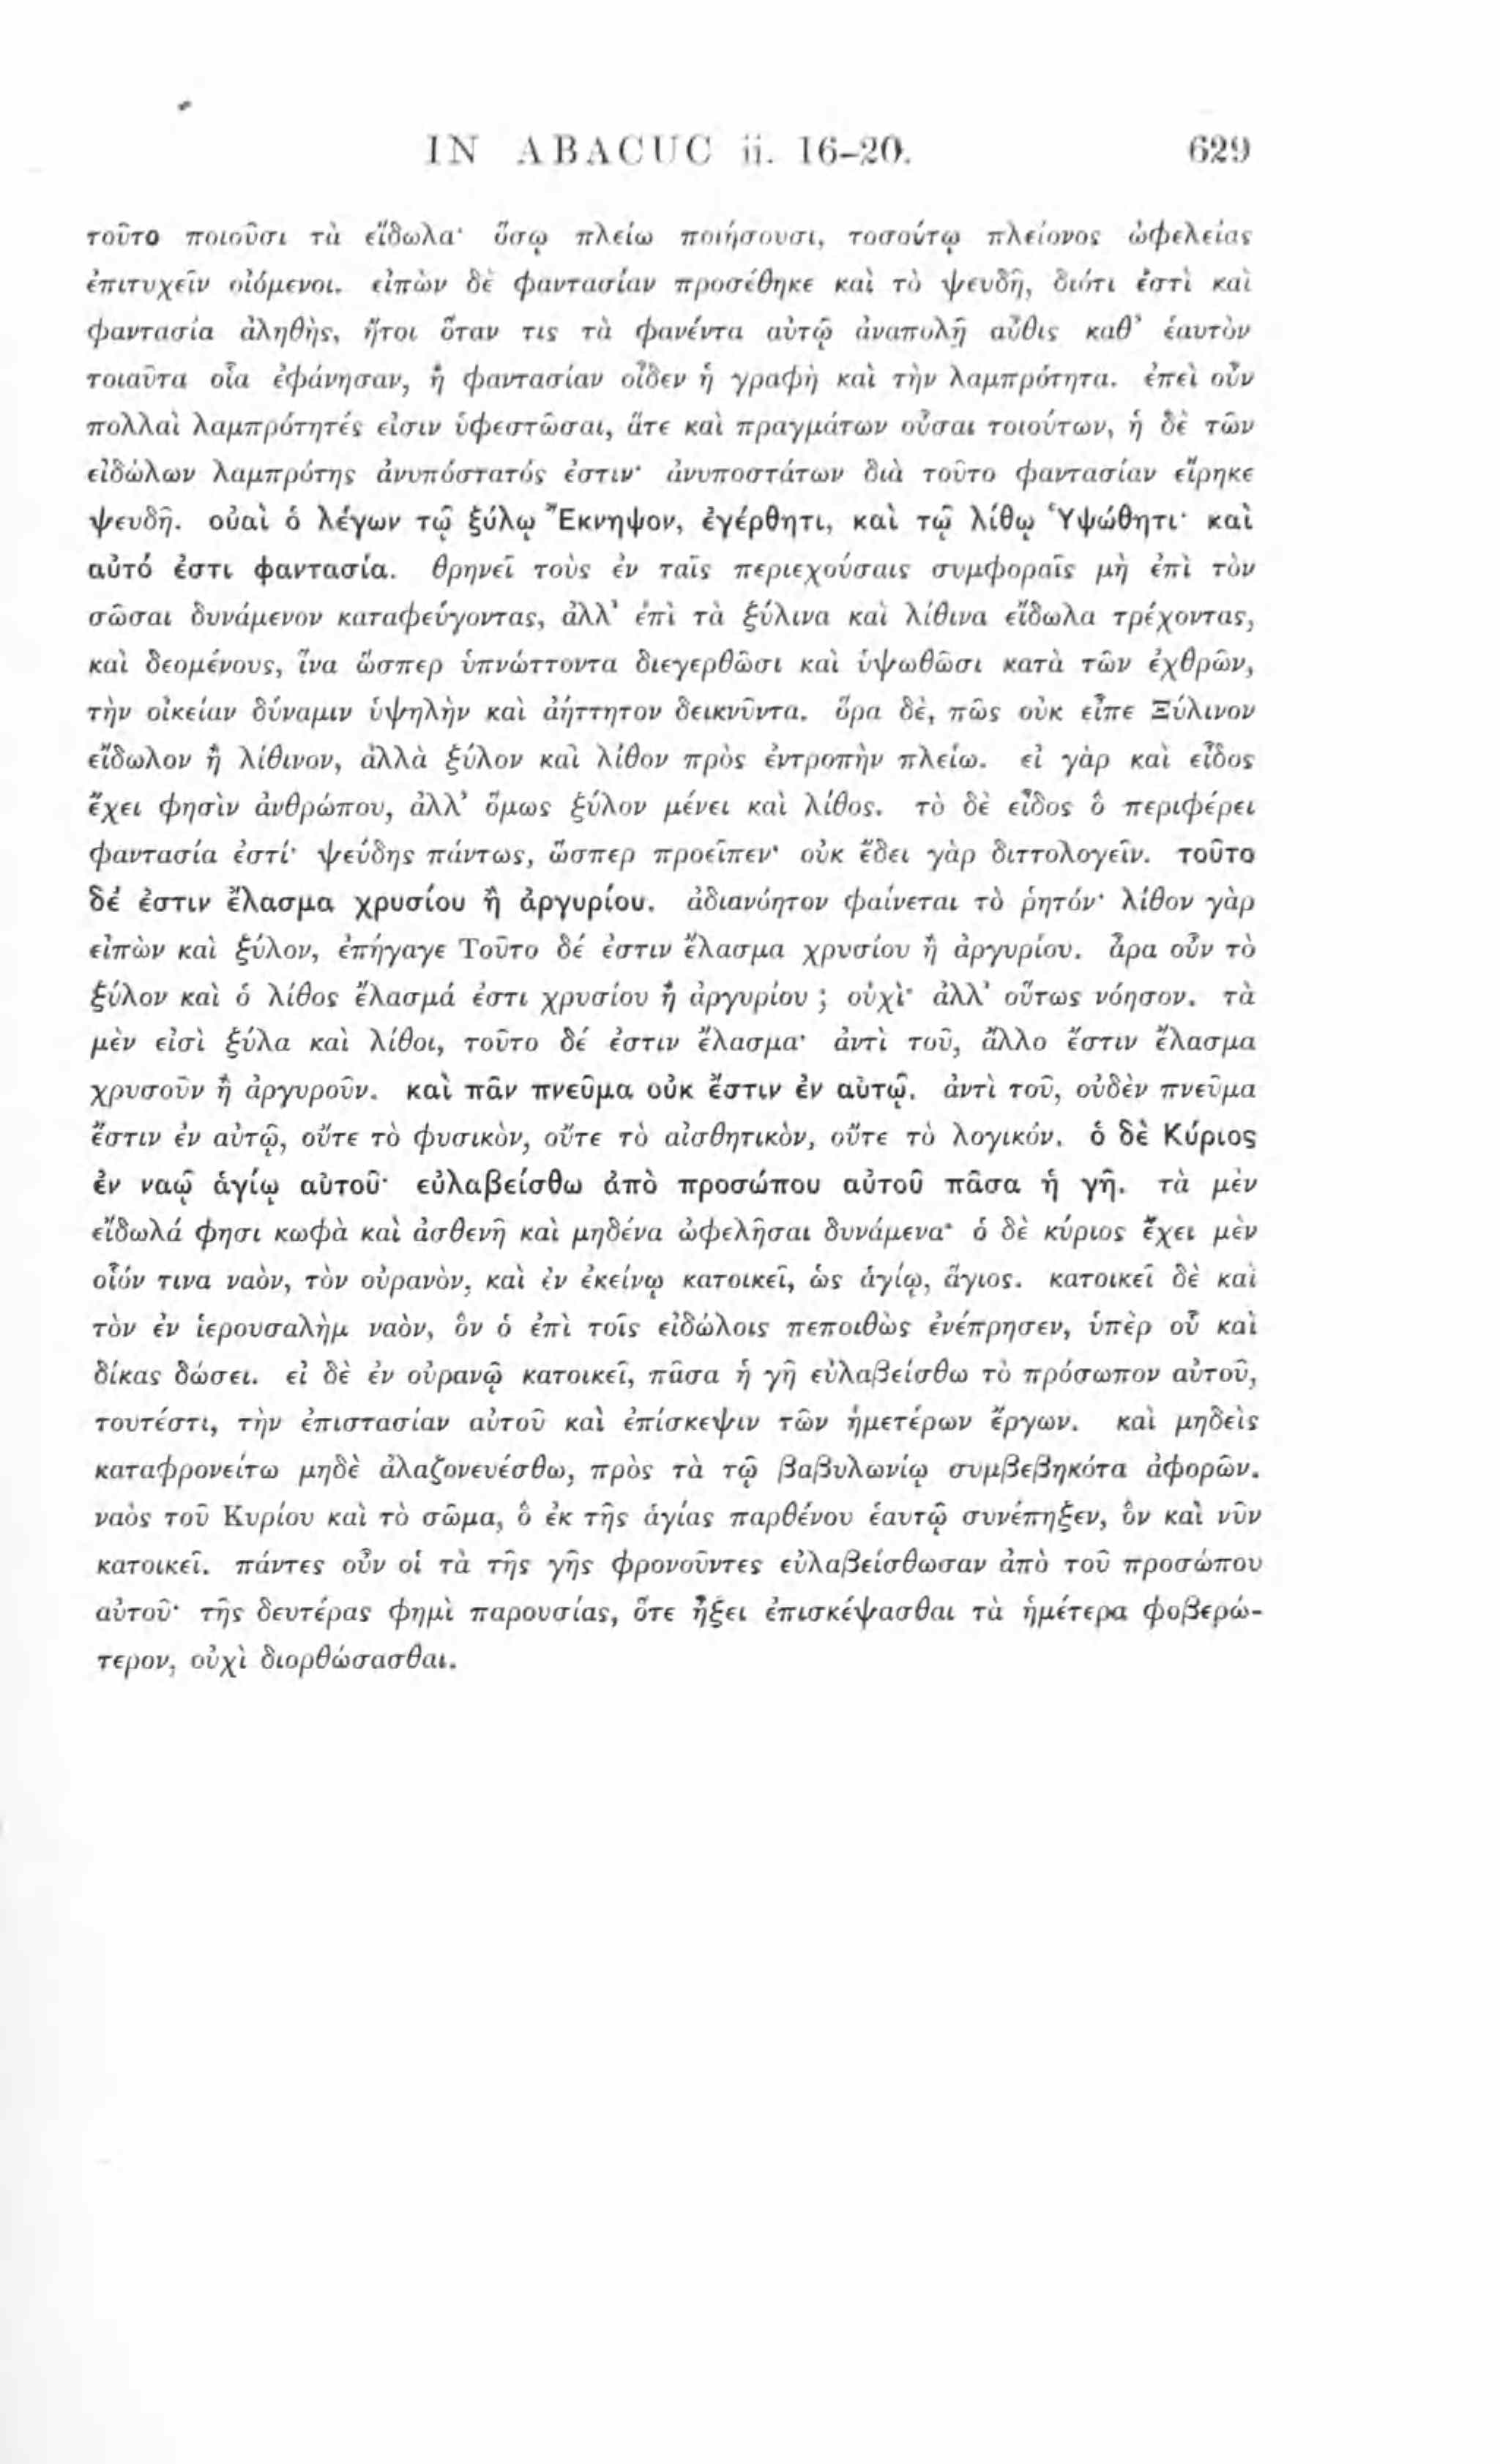 IN ABACUC ii. 16–20. 629
τοῦτο ποιοῦσι τὰ εἴδωλα· ὅσῳ πλείω ποιήσουσι, τοσούτῳ πλείονος ὠφελείας
ἐπιτυχεῖν οἰόμενοι. εἰπὼν δὲ φαντασίαν προσέθηκε καὶ τὸ ψευδῆ, διότι ἐστὶ καὶ
φαντασία ἀληθὴς, ἤτοι ὅταν τις τὰ φανέντα αὐτῷ ἀναπολῇ αὖθις καθ’ ἑαυτὸν
τοιαῦτα οἷα ἐφάνησαν, ἢ φαντασίαν οἶδεν ἡ γραφὴ καὶ τὴν λαμπρότητα. ἐπεὶ οὖν
πολλαὶ λαμπρότητές εἰσιν ὑφεστῶσαι, ἅτε καὶ πραγμάτων οὖσαι τοιούτων, ἡ δὲ τῶν
εἰδώλων λαμπρότης ἀνυπόστατός ἐστιν· ἀνυποστάτων διὰ τοῦτο φαντασίαν εἴρηκε
ψευδῆ. οὐαὶ ὁ λέγων τῷ ξύλῳ Ἔκνηψον, ἐγέρθητι, καὶ τῷ λίθῳ Ὑψώθητι· καὶ
αὐτό ἐστι φαντασία. θρηνεῖ τοὺς ἐν ταῖς περιεχούσαις συμφοραῖς μὴ ἐπὶ τὸν
σῶσαι δυνάμενον καταφεύγοντας, ἀλλ’ ἐπὶ τὰ ξύλινα καὶ λίθινα εἴδωλα τρέχοντας,
καὶ δεομένους, ἵνα ὥσπερ ὑπνώττοντα διεγερθῶσι καὶ ὑψωθῶσι κατὰ τῶν ἐχθρῶν,
τὴν οἰκείαν δύναμιν ὑψηλὴν καὶ ἀήττητον δεικνῦντα. ὅρα δὲ, πῶς οὐκ εἶπε Ξύλινον
εἴδωλον ἢ λίθινον, ἀλλὰ ξύλον καὶ λίθον πρὸς ἐντροπὴν πλείω. εἰ γὰρ καὶ εἶδος
ἔχει φησὶν ἀνθρώπου, ἀλλ’ ὅμως ξύλον μένει καὶ λίθος. τὸ δὲ εἶδος ὃ περιφέρει
φαντασία ἐστί· ψεύδης πάντως, ὥσπερ προεῖπεν· οὐκ ἔδει γὰρ διττολογεῖν. τοῦτο
δέ ἐστιν ἔλασμα χρυσίου ἢ ἀργυρίου. ἀδιανόητον φαίνεται τὸ ῥητόν· λίθον γὰρ
εἰπὼν καὶ ξύλον, ἐπήγαγε Τοῦτο δέ ἐστιν ἔλασμα χρυσίου ἢ ἀργυρίου. ἆρα οὖν τὸ
ξύλον καὶ ὁ λίθος ἔλασμά ἐστι χρυσίου ἢ ἀργυρίου ; οὐχὶ· ἀλλ’ οὕτως νόησον. τὰ
μὲν εἰσὶ ξύλα καὶ λίθοι, τοῦτο δέ ἐστιν ἔλασμα· ἀντὶ τοῦ, ἄλλο ἔστιν ἔλασμα
χρυσοῦν ἢ ἀργυροῦν. καὶ πᾶν πνεῦμα οὐκ ἔστιν ἐν αὐτῷ. ἀντὶ τοῦ, οὐδὲν πνεῦμα
ἔστιν ἐν αὐτῷ, οὔτε τὸ φυσικὸν, οὔτε τὸ αἰσθητικὸν, οὔτε τὸ λογικόν. ὁ δὲ Κύριος
ἐν ναῷ ἁγίῳ αὐτοῦ· εὐλαβείσθω ἀπὸ προσώπου αὐτοῦ πᾶσα ἡ γῆ. τὰ μὲν
εἴδωλά φησι κωφὰ καὶ ἀσθενῆ καὶ μηδένα ὠφελῆσαι δυνάμενα· ὁ δὲ κύριος ἔχει μὲν
οἷόν τινα ναὸν, τὸν οὐρανὸν, καὶ ἐν ἐκείνῳ κατοικεῖ, ὡς ἁγίῳ, ἅγιος. κατοικεῖ δὲ καὶ
τὸν ἐν ἱερουσαλὴμ ναὸν, ὃν ὁ ἐπὶ τοῖς εἰδώλοις πεποιθὼς ἐνέπρησεν, ὑπὲρ οὗ καὶ
δίκας δώσει. εἰ δὲ ἐν οὐρανῷ κατοικεῖ, πᾶσα ἡ γῆ εὐλαβείσθω τὸ πρόσωπον αὐτοῦ,
τουτέστι, τὴν ἐπιστασίαν αὐτοῦ καὶ ἐπίσκεψιν τῶν ἡμετέρων ἔργων. καὶ μηδεὶς
καταφρονείτω μηδὲ ἀλαζονευέσθω, πρὸς τὰ τῷ βαβυλωνίῳ συμβεβηκότα ἀφορῶν.
ναὸς τοῦ Κυρίου καὶ τὸ σῶμα, ὃ ἐκ τῆς ἁγίας παρθένου ἑαυτῷ συνέπηξεν, ὃν καὶ νῦν
κατοικεῖ. πάντες οὖν οἱ τὰ τῆς γῆς φρονοῦντες εὐλαβείσθωσαν ἀπὸ τοῦ προσώπου
αὐτοῦ· τῆς δευτέρας φημὶ παρουσίας, ὅτε ἥξει ἐπισκέψασθαι τὰ ἡμέτερα φοβερώ-
τερον, οὐχὶ διορθώσασθαι.